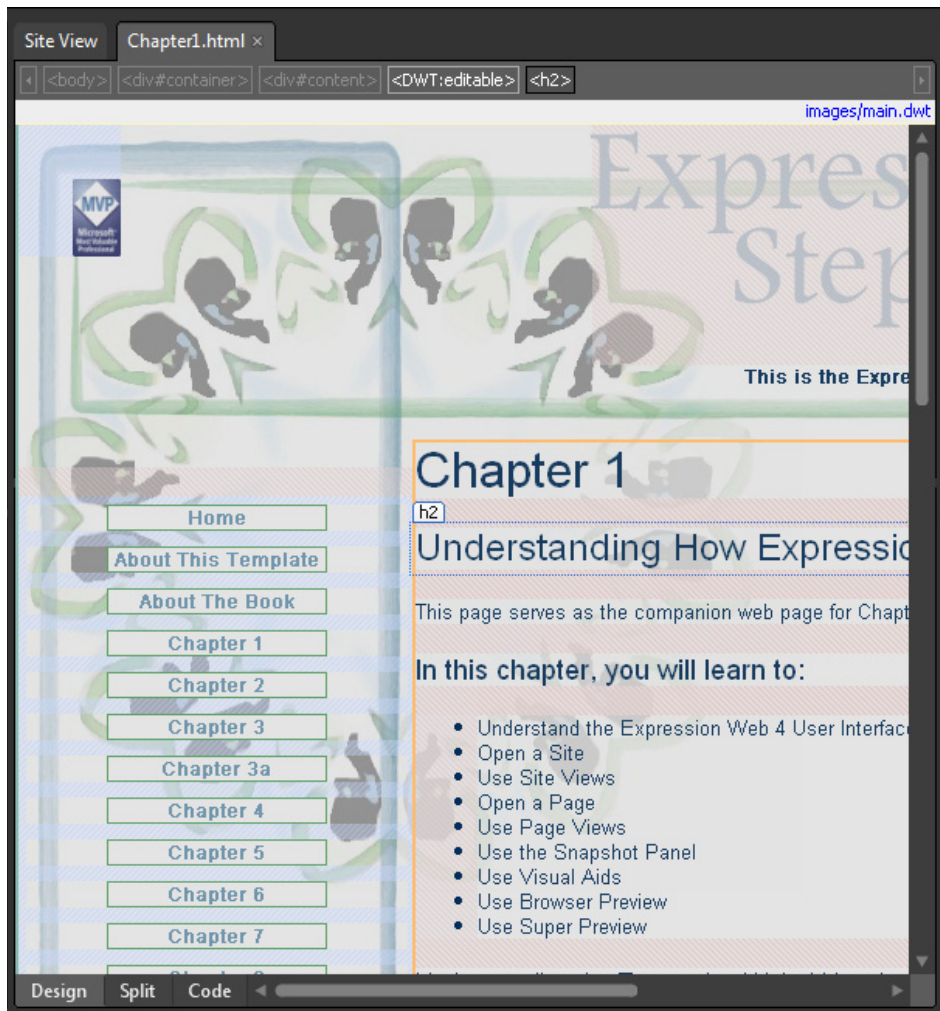 Site View Chapter1.html ×
<body> <div#container> <div#content> <DWT:editable> <h2>
images/main.dwt
MVP
Microsoft
Most Valuable
Professional
Expres
Step
This is the Expre
Home
About This Template
About The Book
Chapter 1
Chapter 2
Chapter 3
Chapter 3a
Chapter 4
Chapter 5
Chapter 6
Chapter 7
Chapter 1
h2
Understanding How Expressio
This page serves as the companion web page for Chapt
In this chapter, you will learn to:
• Understand the Expression Web 4 User Interfac
• Open a Site
• Use Site Views
• Open a Page
• Use Page Views
• Use the Snapshot Panel
• Use Visual Aids
• Use Browser Preview
• Use Super Preview
Design Split Code